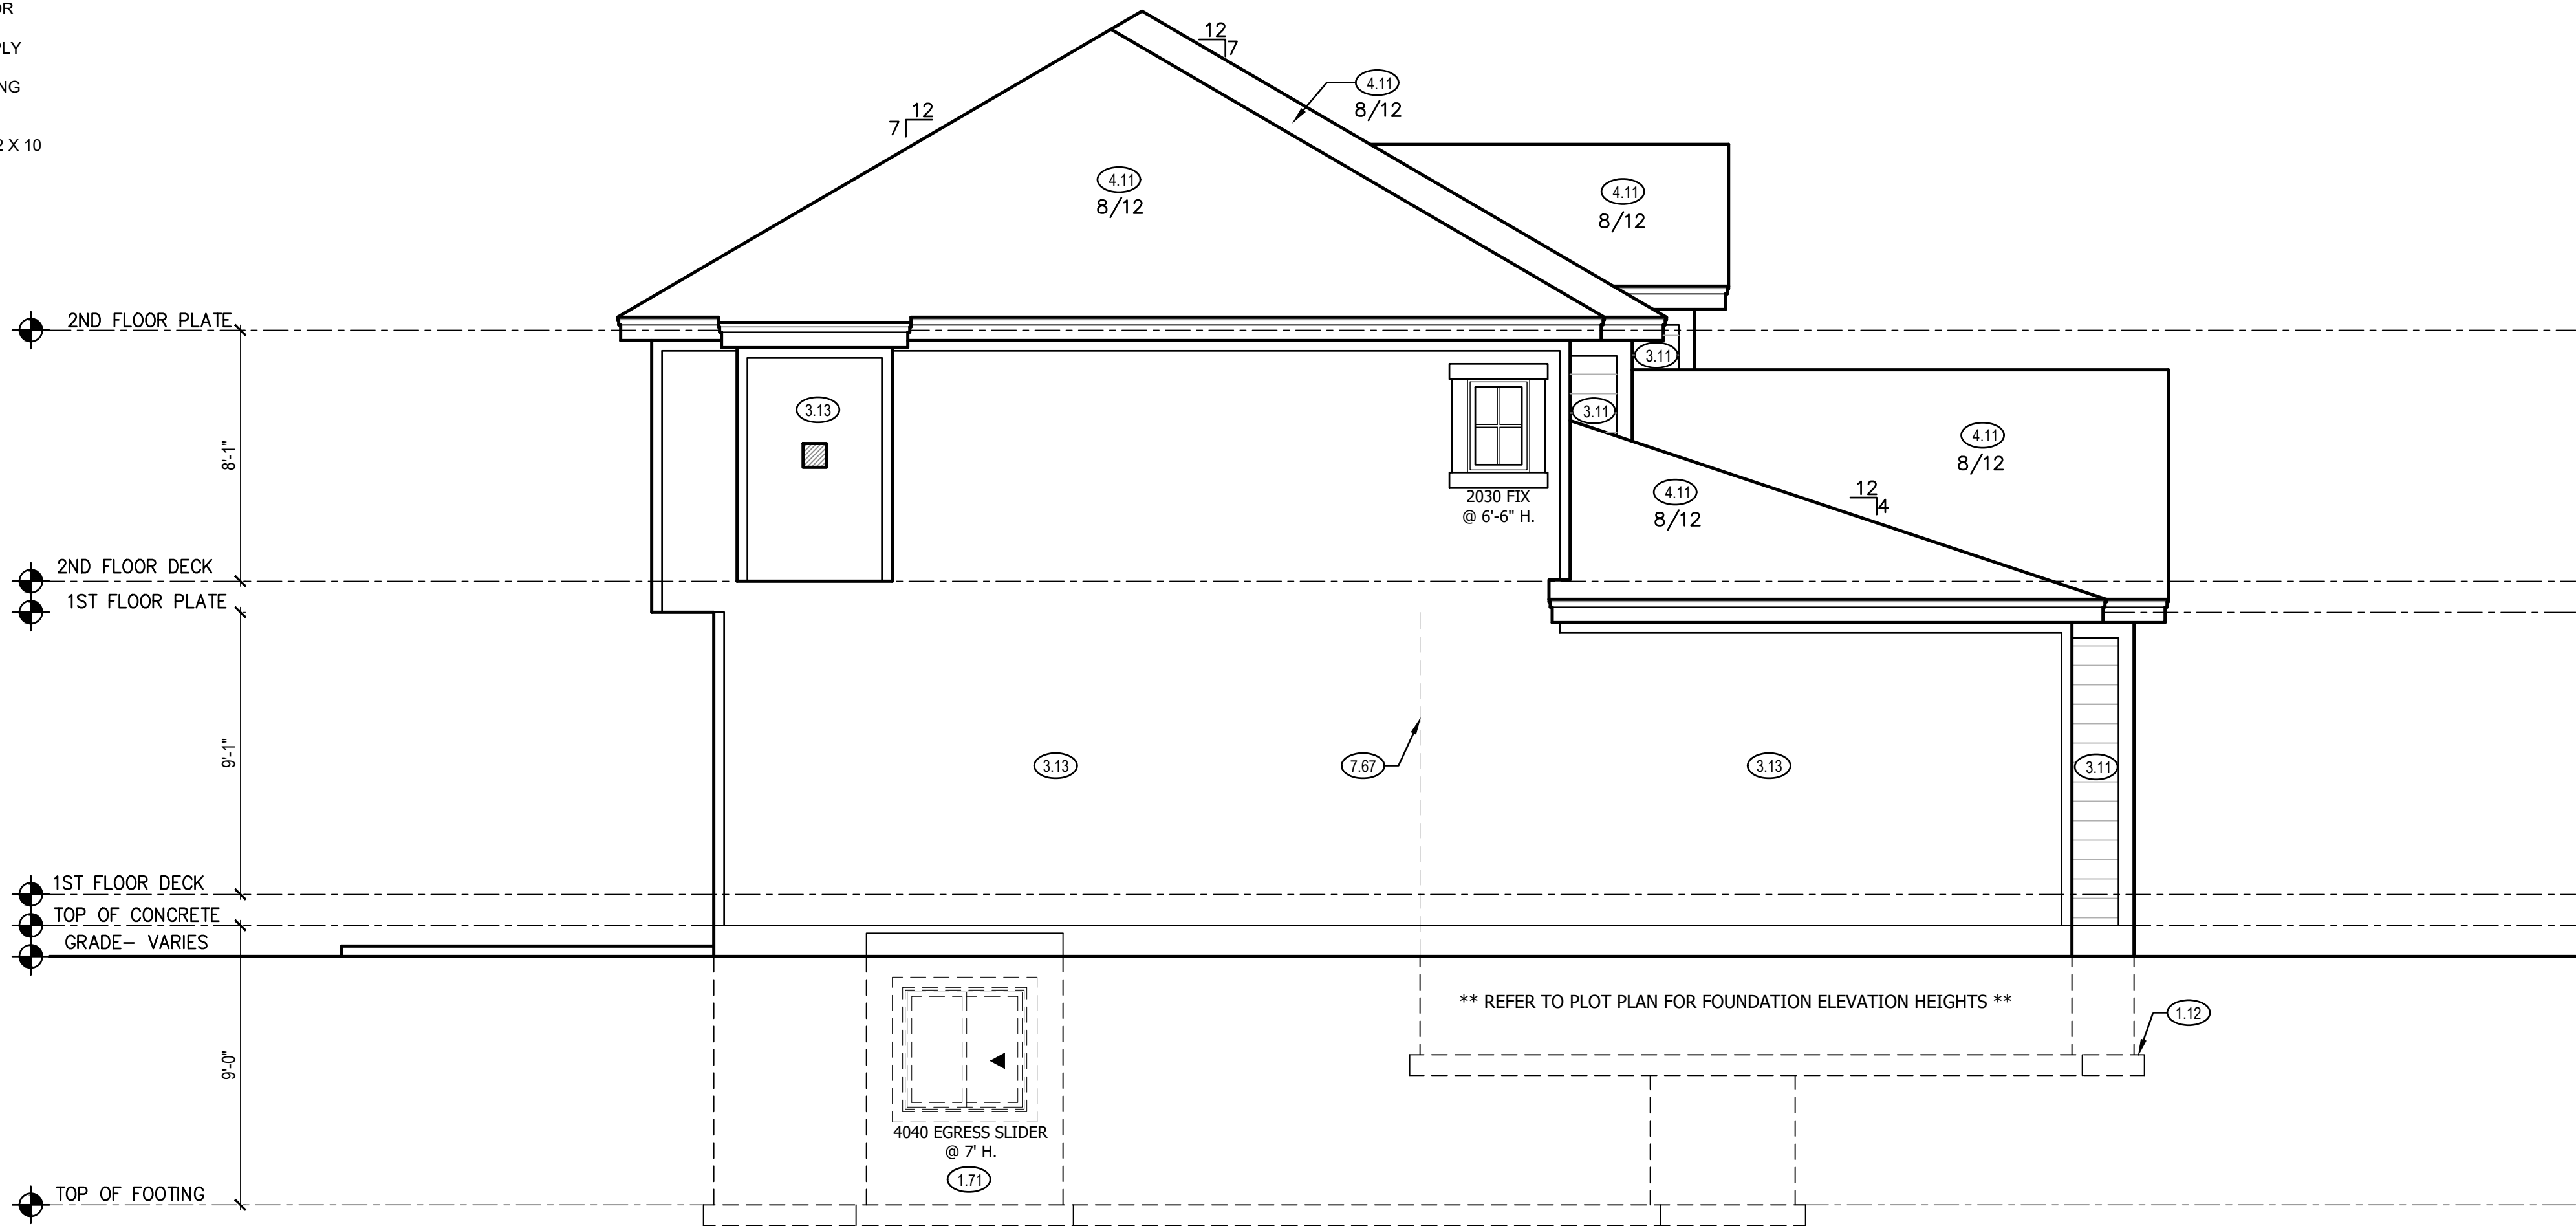 OR
PLY
NG
2 X 10
12
7
4.11
8/12
12
7
4.11
8/12
4.11
8/12
2ND FLOOR PLATE
3.11
3.13
3.11
8'-1"
4.11
8/12
2030 FIX
@ 6'-6" H.
4.11
8/12
12
4
2ND FLOOR DECK
1ST FLOOR PLATE
9'-1"
3.13
7.67
3.13
3.11
1ST FLOOR DECK
TOP OF CONCRETE
GRADE- VARIES
** REFER TO PLOT PLAN FOR FOUNDATION ELEVATION HEIGHTS **
1.12
9'-0"
4040 EGRESS SLIDER
@ 7' H.
1.71
TOP OF FOOTING